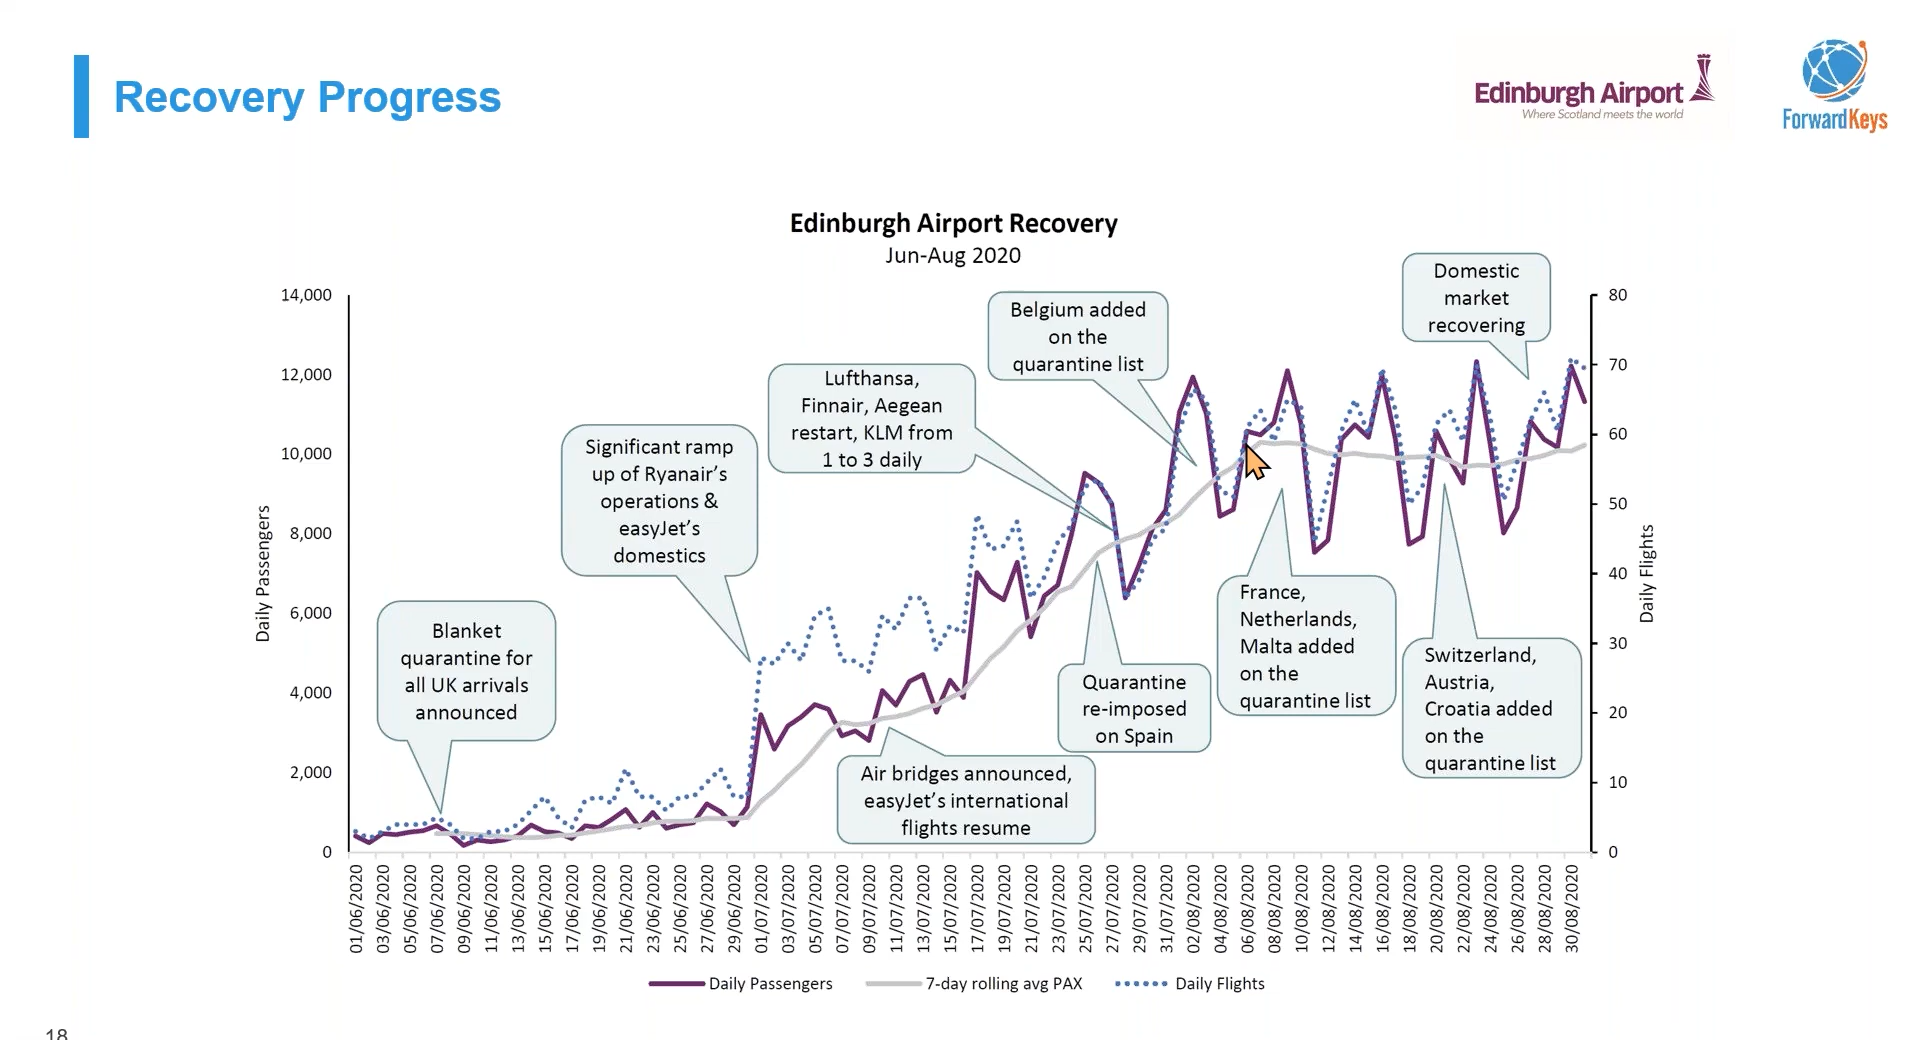 Recovery Progress
Edinburgh Airport
Where Scotland meets the world
ForwardKeys
Edinburgh Airport Recovery
Jun-Aug 2020
Daily Passengers
14,000
12,000
10,000
8,000
6,000
4,000
2,000
0
Blanket
quarantine for
all UK arrivals
announced
Significant ramp
up of Ryanair's
operations &
easyJet's
domestics
Lufthansa,
Finnair, Aegean
restart, KLM from
1 to 3 daily
Belgium added
on the
quarantine list
Domestic
market
recovering
Air bridges announced,
easyJet's international
flights resume
Quarantine
re-imposed
on Spain
France,
Netherlands,
Malta added
on the
quarantine list
Switzerland,
Austria,
Croatia added
on the
quarantine list
80
70
60
50
40
30
20
10
0
Daily Flights
01/06/2020
03/06/2020
05/06/2020
07/06/2020
09/06/2020
11/06/2020
13/06/2020
15/06/2020
17/06/2020
19/06/2020
21/06/2020
23/06/2020
25/06/2020
27/06/2020
29/06/2020
01/07/2020
03/07/2020
05/07/2020
07/07/2020
09/07/2020
11/07/2020
13/07/2020
15/07/2020
17/07/2020
19/07/2020
21/07/2020
23/07/2020
25/07/2020
27/07/2020
29/07/2020
31/07/2020
02/08/2020
04/08/2020
06/08/2020
08/08/2020
10/08/2020
12/08/2020
14/08/2020
16/08/2020
18/08/2020
20/08/2020
22/08/2020
24/08/2020
26/08/2020
28/08/2020
30/08/2020
Daily Passengers
7-day rolling avg PAX
Daily Flights
18